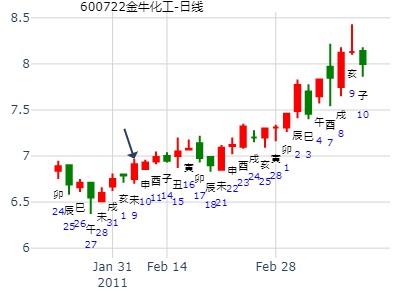 600722金牛化工-日线
8.5
8
7.5
7
6.5
6
卯
24
辰
25
巳
26
午
27
未
28
戌
31
亥
1
未
9
申
10
酉
11
子
14
丑
15
寅
16
卯
17
辰
18
未
21
申
22
酉
23
戌
24
亥
25
寅
28
卯
1
辰
2
巳
3
午
4
酉
7
戌
8
亥
9
子
10
Jan 31
2011
Feb 14
Feb 28